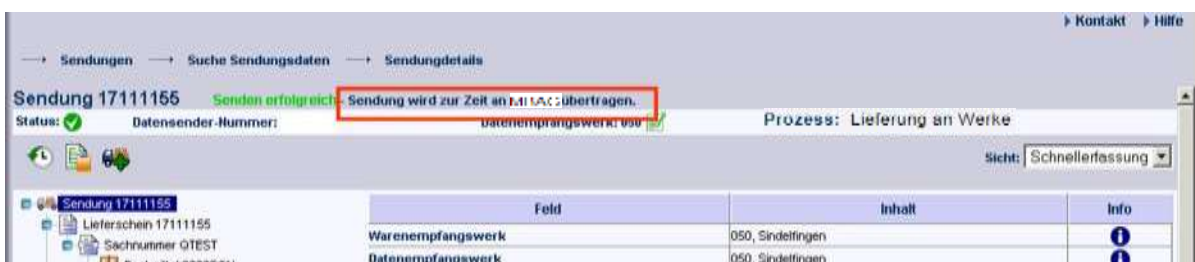 Kontakt Hilfe
Sendungen Suche Sendungsdaten Sendungdetails
Sendung 17111155 Senden erfolgreich - Sendung wird zur Zeit an übertragen.
Status: Datensender-Nummer: Datenempfangswerk: 050 Prozess: Lieferung an Werke
Sicht: Schnellerfassung
Sendung 17111155
Feld Inhalt Info
Lieferschein 17111155
Sachnummer QTEST
Warenempfangswerk 050, Sindelfingen
Datenempfangswerk 050, Sindelfingen